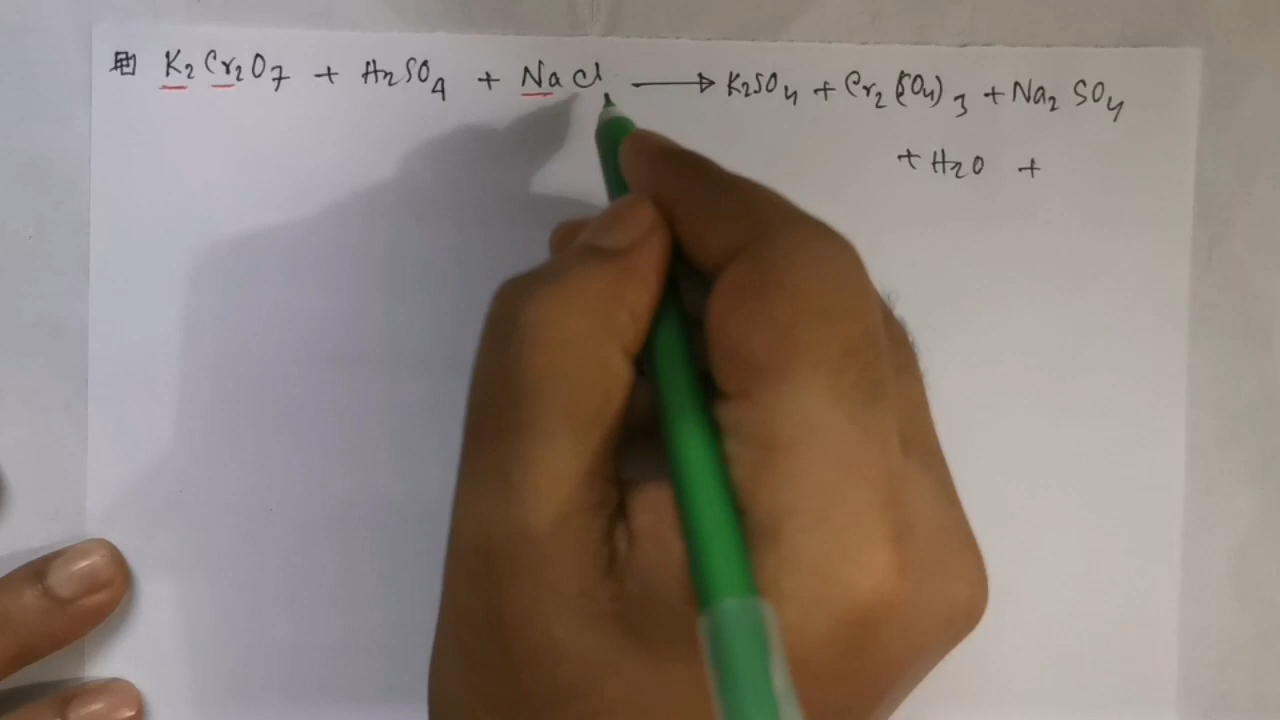 K2Cr2O7 + H2SO4 + NaCl ⟶ K2SO4 + Cr2(SO4)3 + Na2SO4
+ H2O +